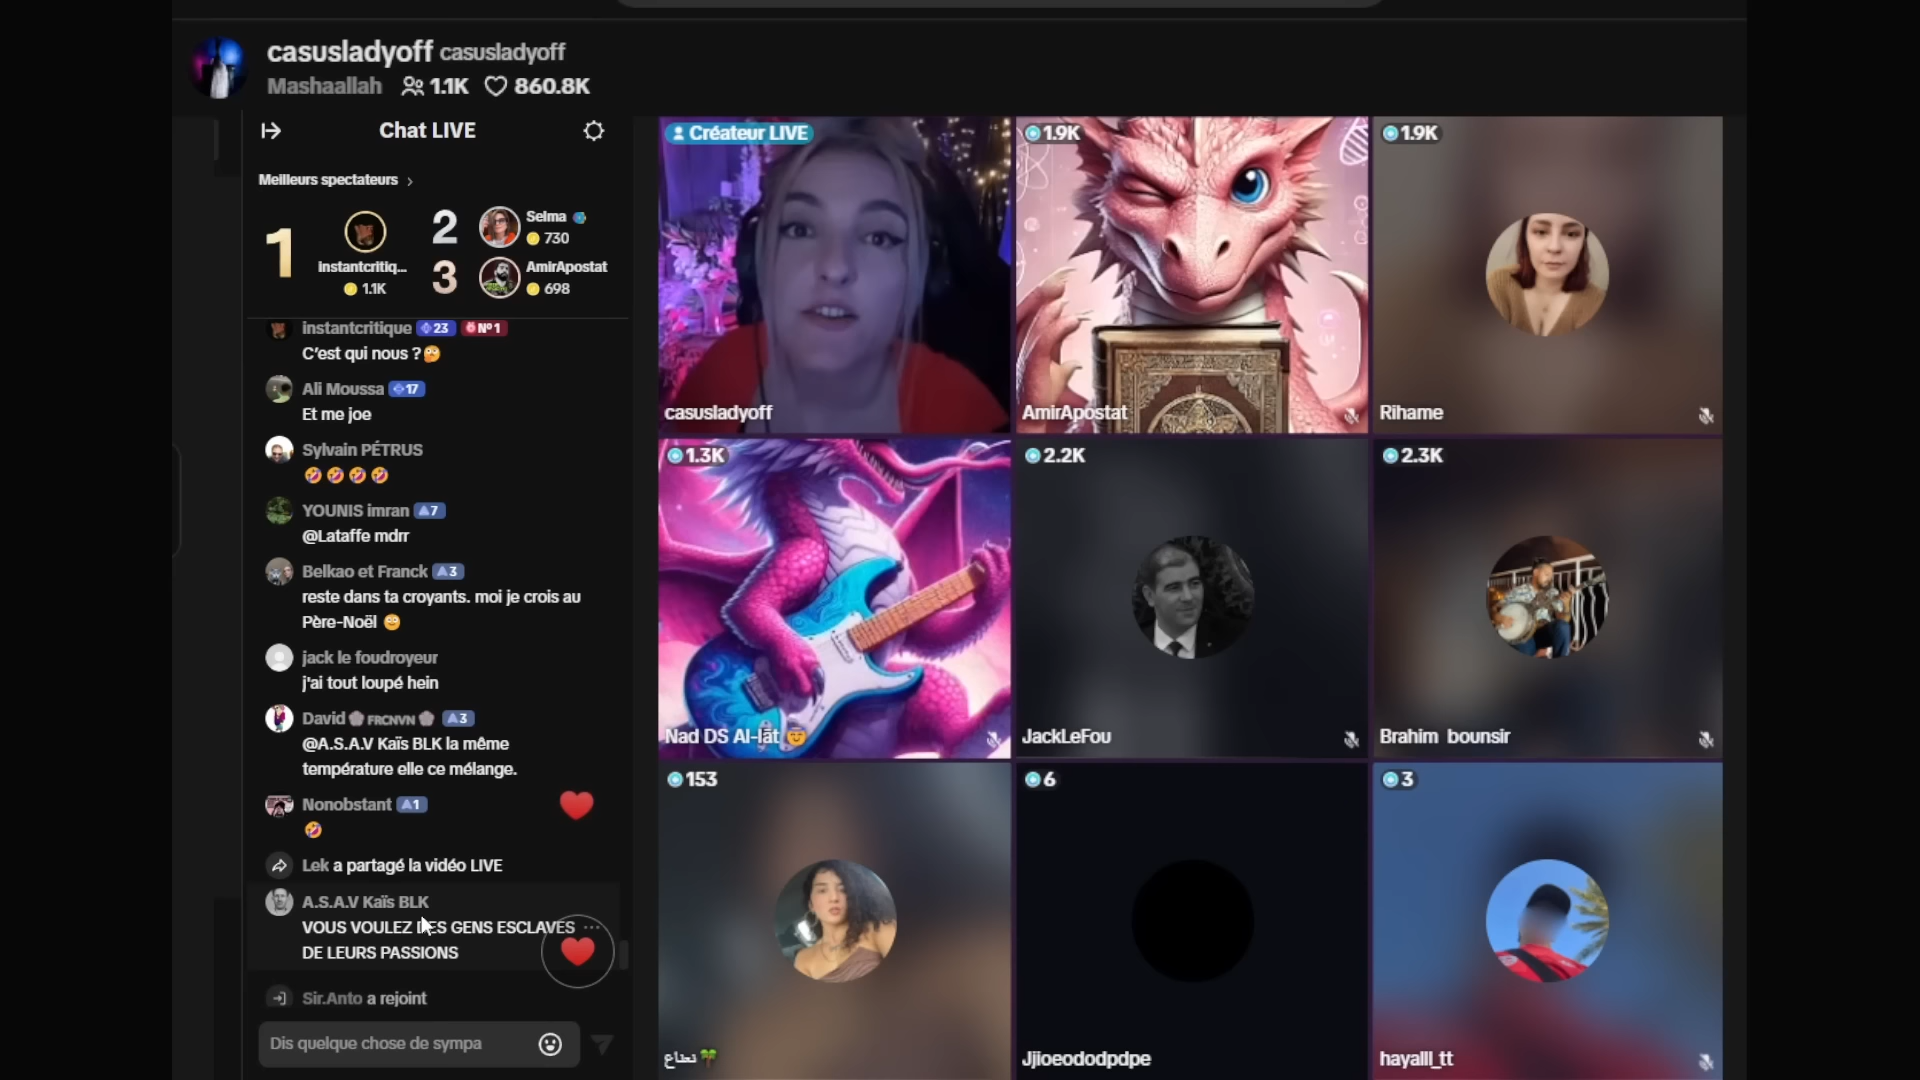 casusladyoff casusladyoff
Mashaallah 1.1K 860.8K
Chat LIVE
Meilleurs spectateurs
1
instantcritiq...
1.1K
2
Selma
730
3
AmirApostat
698
instantcritique 23 N°1
C'est qui nous ?🤔
Ali Moussa 17
Et me joe
Sylvain PÉTRUS
🤣🤣🤣🤣
YOUNIS imran 7
@Lataffe mdrr
Belkao et Franck 3
reste dans ta croyants. moi je crois au
Père-Noël
jack le foudroyeur
j'ai tout loupé hein
David FRCNVN 3
@A.S.A.V Kaïs BLK la même
température elle ce mélange.
Nonobstant 1
🤣
Lek a partagé la vidéo LIVE
A.S.A.V Kaïs BLK
VOUS VOULEZ DES GENS ESCLAVES
DE LEURS PASSIONS
Sir.Anto a rejoint
Dis quelque chose de sympa
Créateur LIVE
casusladyoff
1.9K
AmirApostat
1.9K
Rihame
1.3K
Nad DS Al-lāt
2.2K
JackLeFou
2.3K
Brahim bounsir
153
نعناع🌴
6
Jjioeododpdpe
3
hayalll_tt